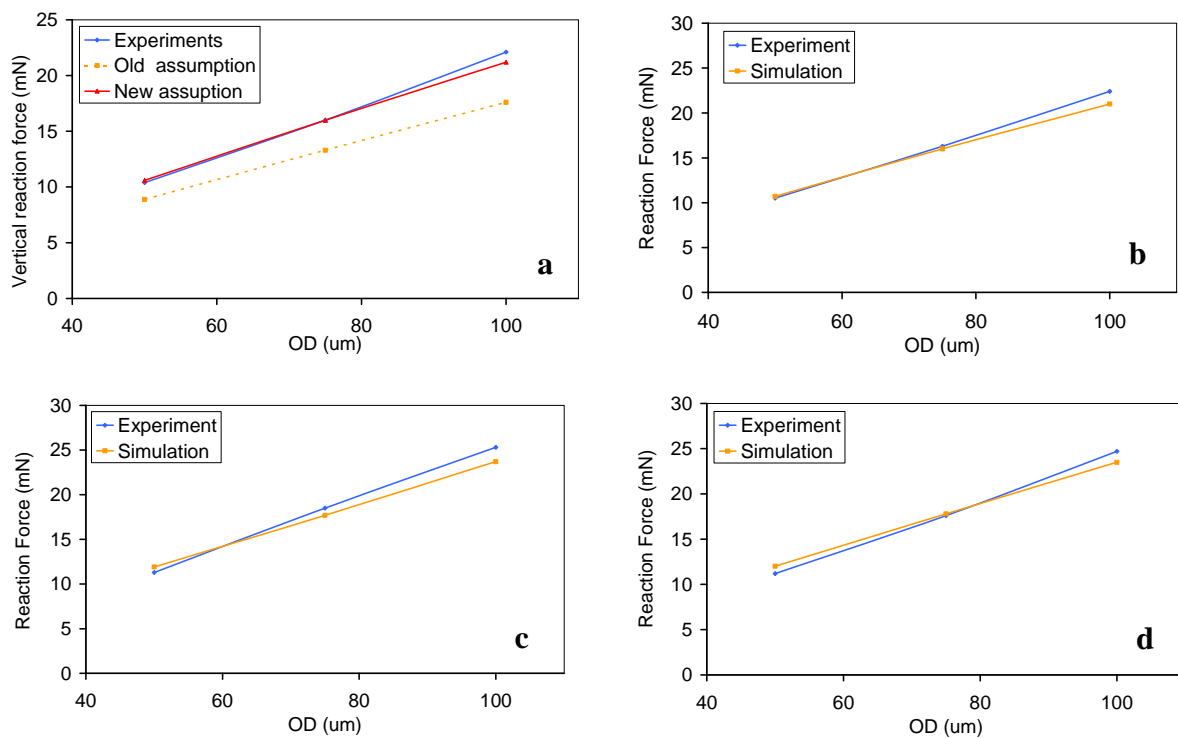 25
20
15
10
5
0
Vertical reaction force (mN)
Experiments
Old assumption
New assuption
a
40 60 80 100
OD (um)
30
25
20
15
10
5
0
Reaction Force (mN)
Experiment
Simulation
b
40 60 80 100
OD (um)
30
25
20
15
10
5
0
Reaction Force (mN)
Experiment
Simulation
c
40 60 80 100
OD (um)
30
25
20
15
10
5
0
Reaction Force (mN)
Experiment
Simulation
d
40 60 80 100
OD (um)